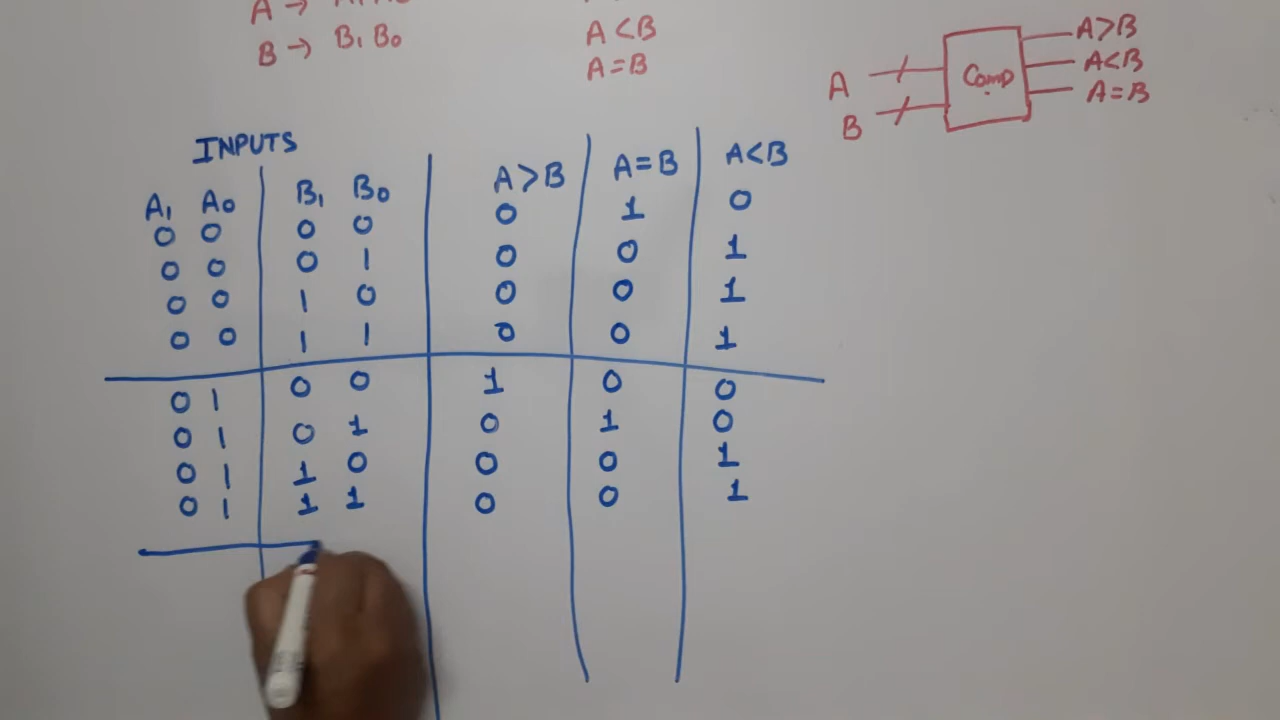 A →
B → B₁ B₀
A < B
A = B
A
B
Comp
A>B
A<B
A=B
INPUTS
A₁ A₀ B₁ B₀ A > B A = B A < B
0 0 0 0 0 1 0
0 0 0 1 0 0 1
0 0 1 0 0 0 1
0 0 1 1 0 0 1
0 1 0 0 1 0 0
0 1 0 1 0 1 0
0 1 1 0 0 0 1
0 1 1 1 0 0 1